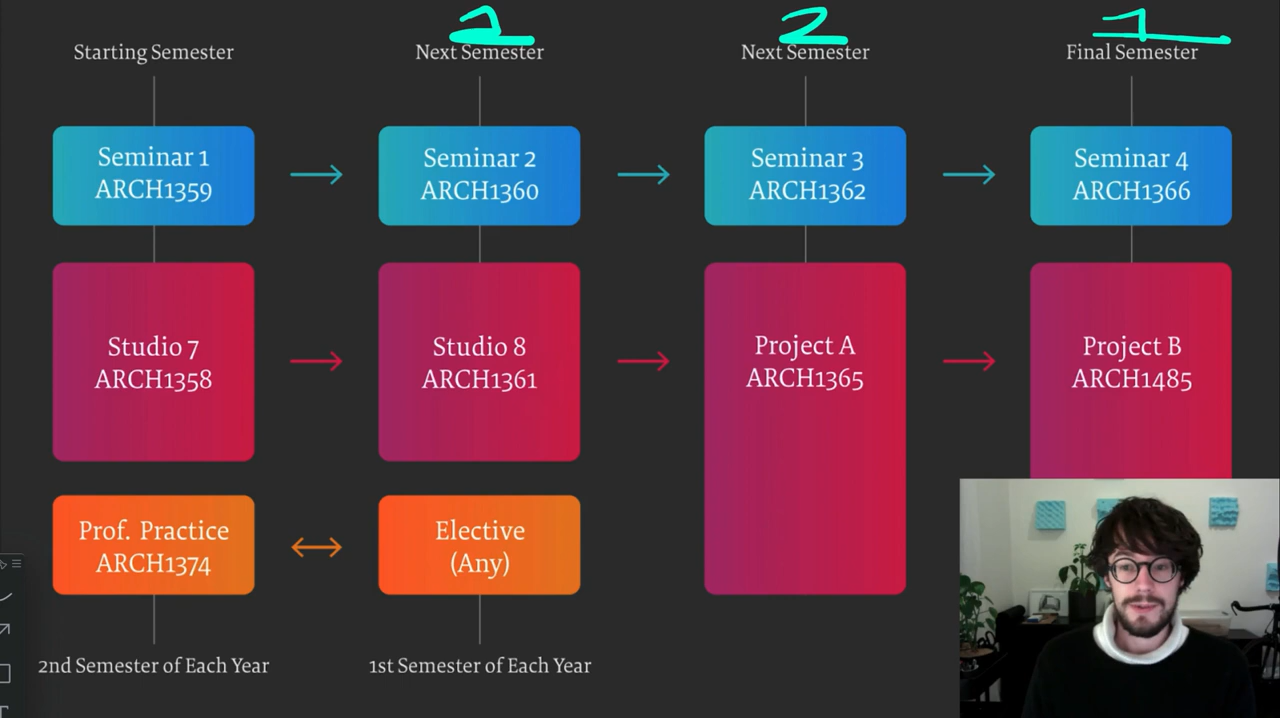 2
2
1
Starting Semester
Next Semester
Next Semester
Final Semester
Seminar 1
ARCH1359
Seminar 2
ARCH1360
Seminar 3
ARCH1362
Seminar 4
ARCH1366
Studio 7
ARCH1358
Studio 8
ARCH1361
Project A
ARCH1365
Project B
ARCH1485
Prof. Practice
ARCH1374
Elective
(Any)
2nd Semester of Each Year
1st Semester of Each Year